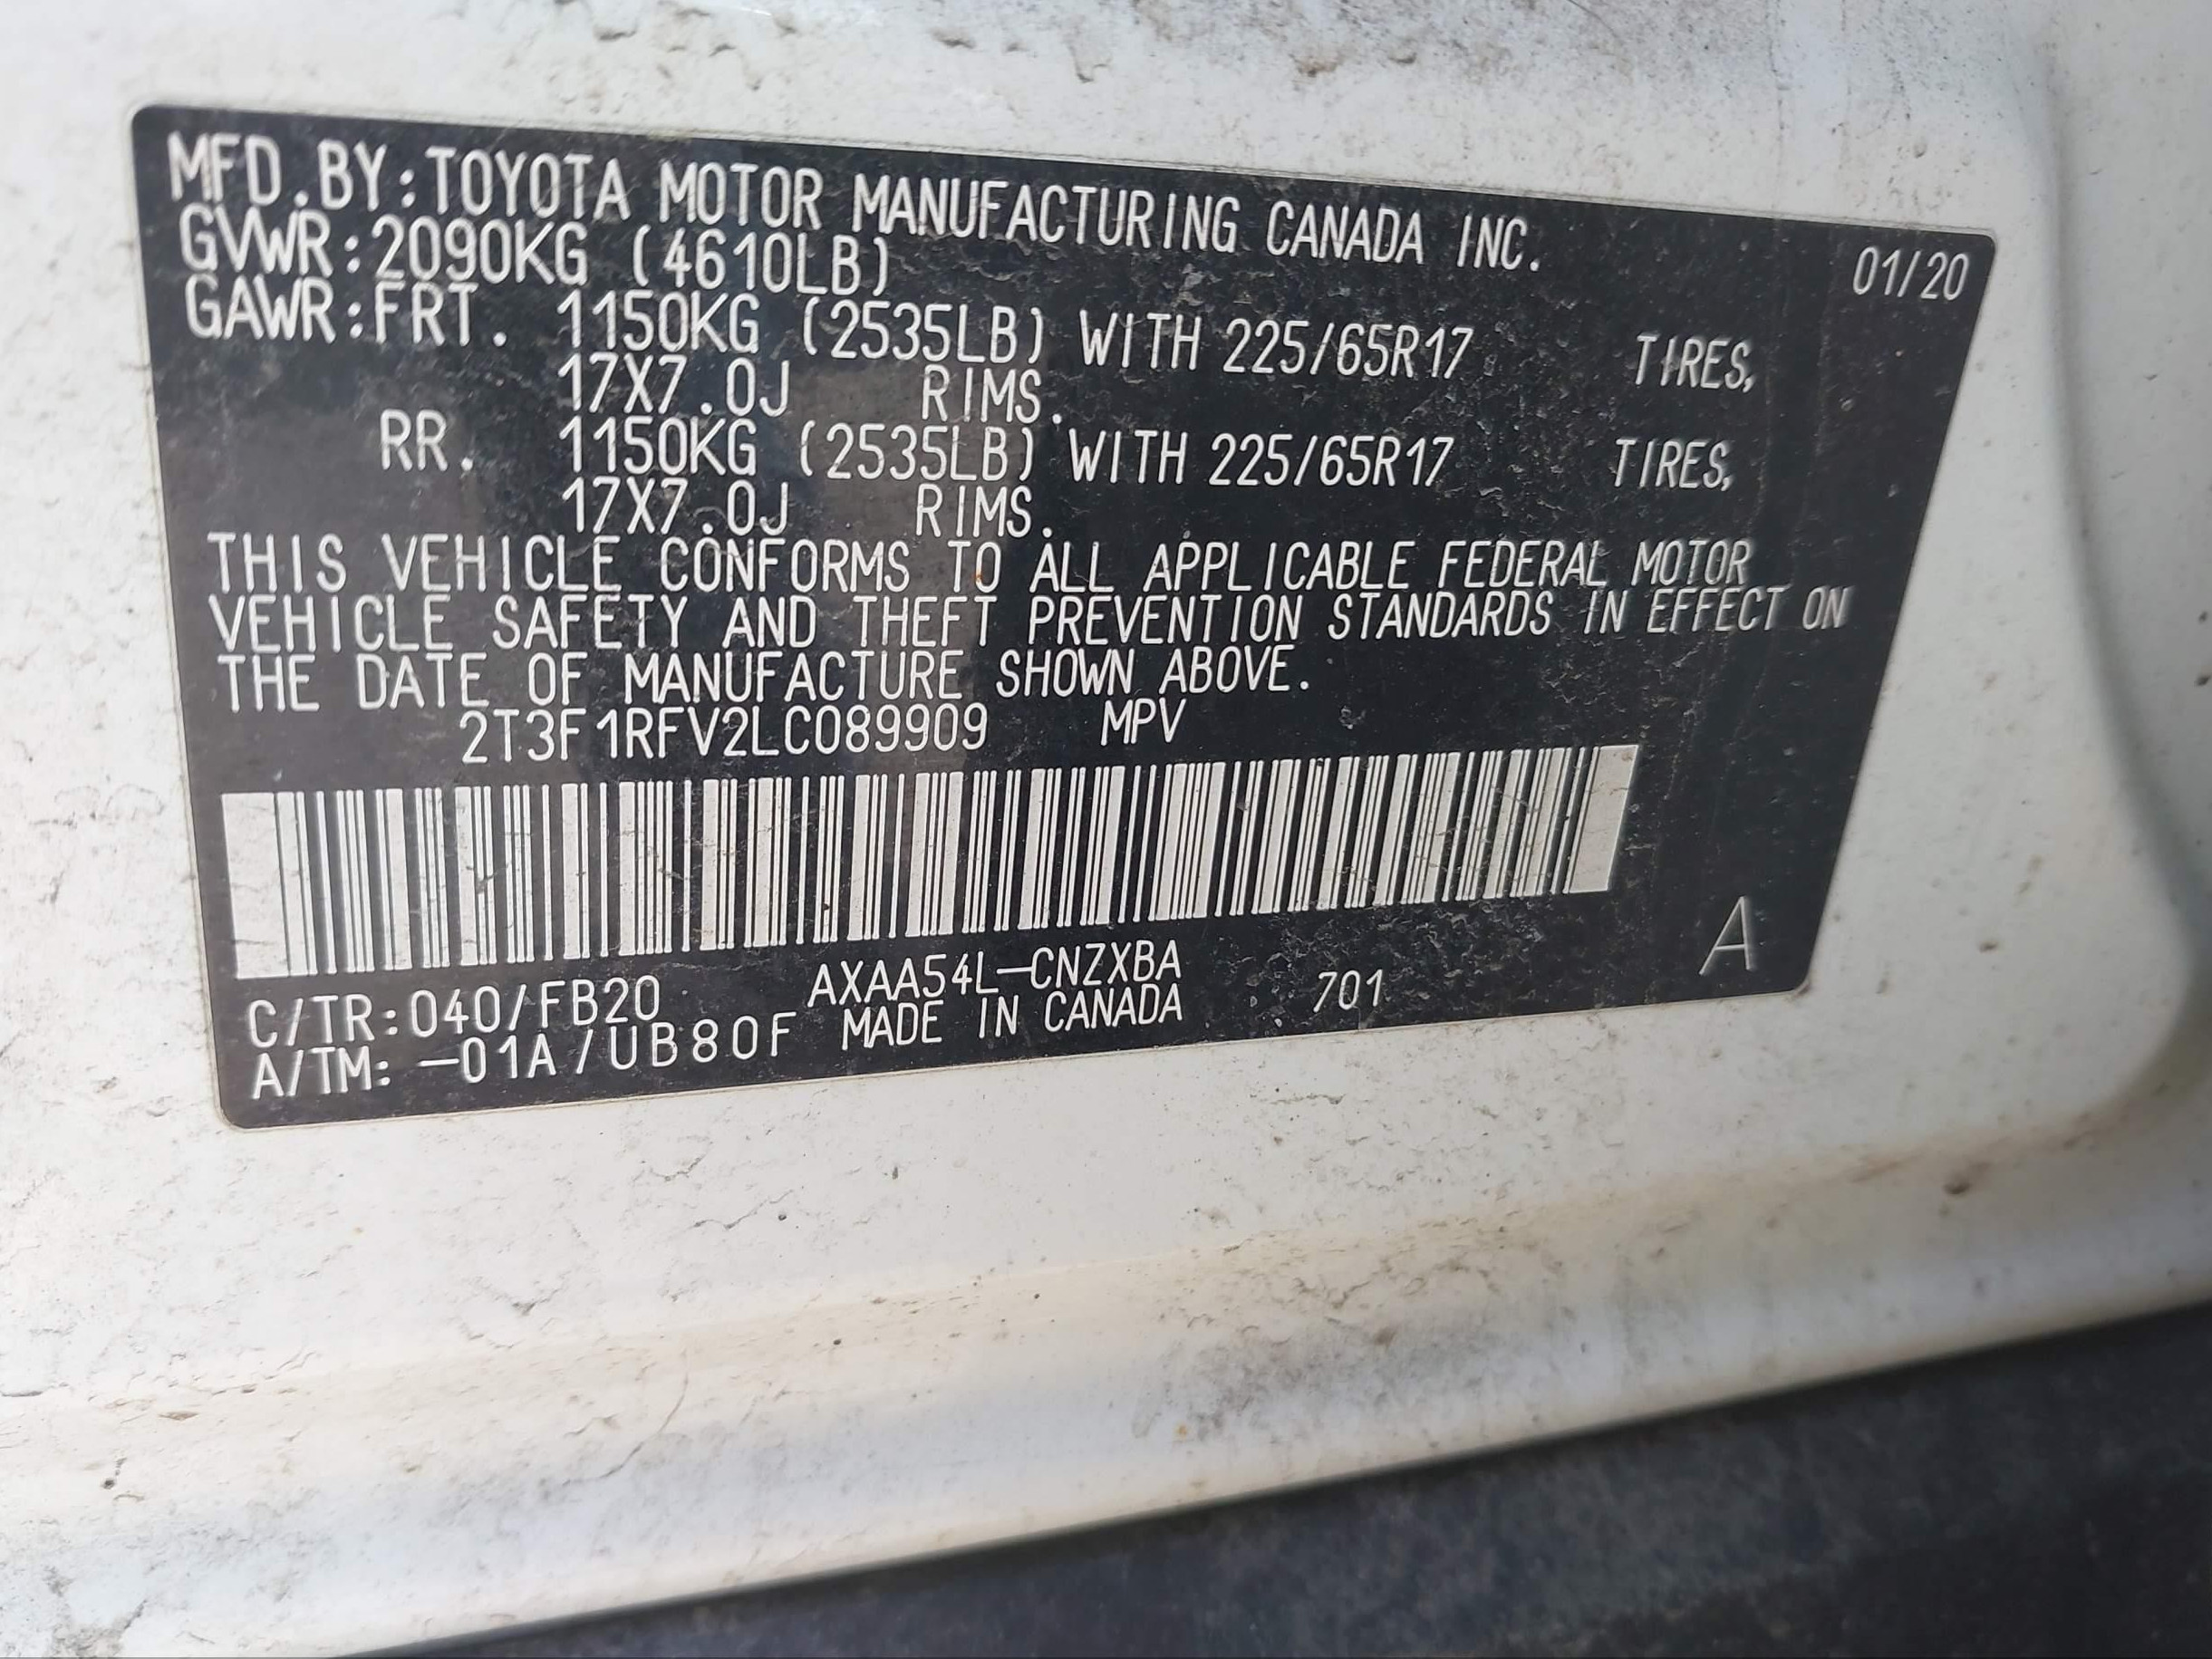 MFD.BY:TOYOTA MOTOR MANUFACTURING CANADA INC. 01/20
GVWR:2090KG (4610LB)
GAWR:FRT. 1150KG (2535LB) WITH 225/65R17 TIRES,
17X7.0J RIMS.
RR. 1150KG (2535LB) WITH 225/65R17 TIRES,
17X7.0J RIMS.
THIS VEHICLE CONFORMS TO ALL APPLICABLE FEDERAL MOTOR
VEHICLE SAFETY AND THEFT PREVENTION STANDARDS IN EFFECT ON
THE DATE OF MANUFACTURE SHOWN ABOVE.
2T3F1RFV2LC089909 MPV
C/TR:040/FB20 AXAA54L-CNZXBA 701 A
A/TM: -01A/UB80F MADE IN CANADA